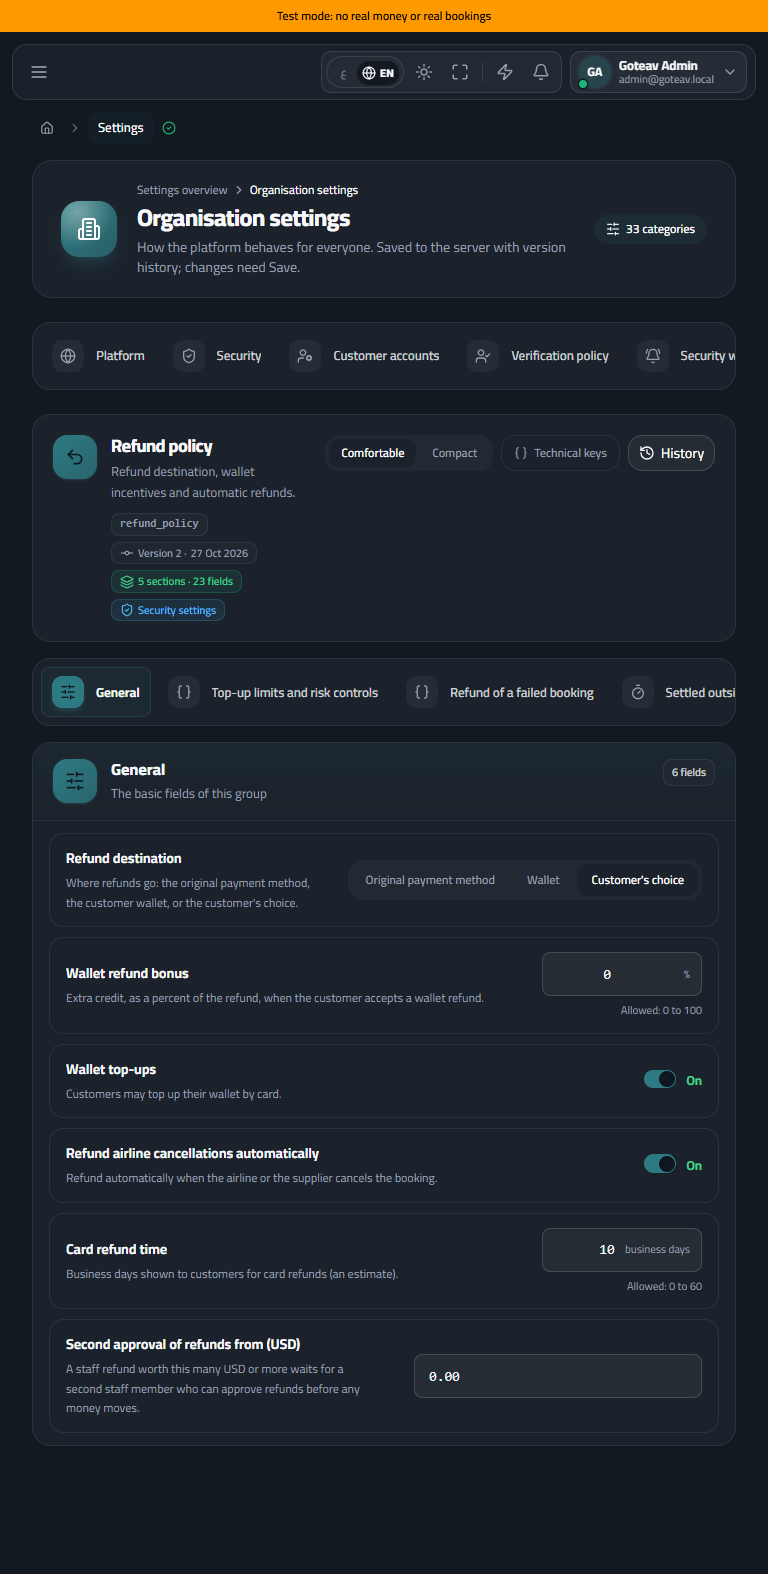 Test mode: no real money or real bookings
ع
EN
GA
Goteav Admin
admin@goteav.local
Settings
Settings overview
Organisation settings
Organisation settings
How the platform behaves for everyone. Saved to the server with version
history; changes need Save.
33 categories
Platform
Security
Customer accounts
Verification policy
Security w
Refund policy
Refund destination, wallet
incentives and automatic refunds.
Comfortable
Compact
{ } Technical keys
History
refund_policy
Version 2 · 27 Oct 2026
5 sections · 23 fields
Security settings
General
{ } Top-up limits and risk controls
{ } Refund of a failed booking
Settled outsi
General
The basic fields of this group
6 fields
Refund destination
Where refunds go: the original payment method,
the customer wallet, or the customer's choice.
Original payment method
Wallet
Customer's choice
Wallet refund bonus
Extra credit, as a percent of the refund, when the customer accepts a wallet refund.
0 %
Allowed: 0 to 100
Wallet top-ups
Customers may top up their wallet by card.
On
Refund airline cancellations automatically
Refund automatically when the airline or the supplier cancels the booking.
On
Card refund time
Business days shown to customers for card refunds (an estimate).
10 business days
Allowed: 0 to 60
Second approval of refunds from (USD)
A staff refund worth this many USD or more waits for a
second staff member who can approve refunds before any
money moves.
0.00